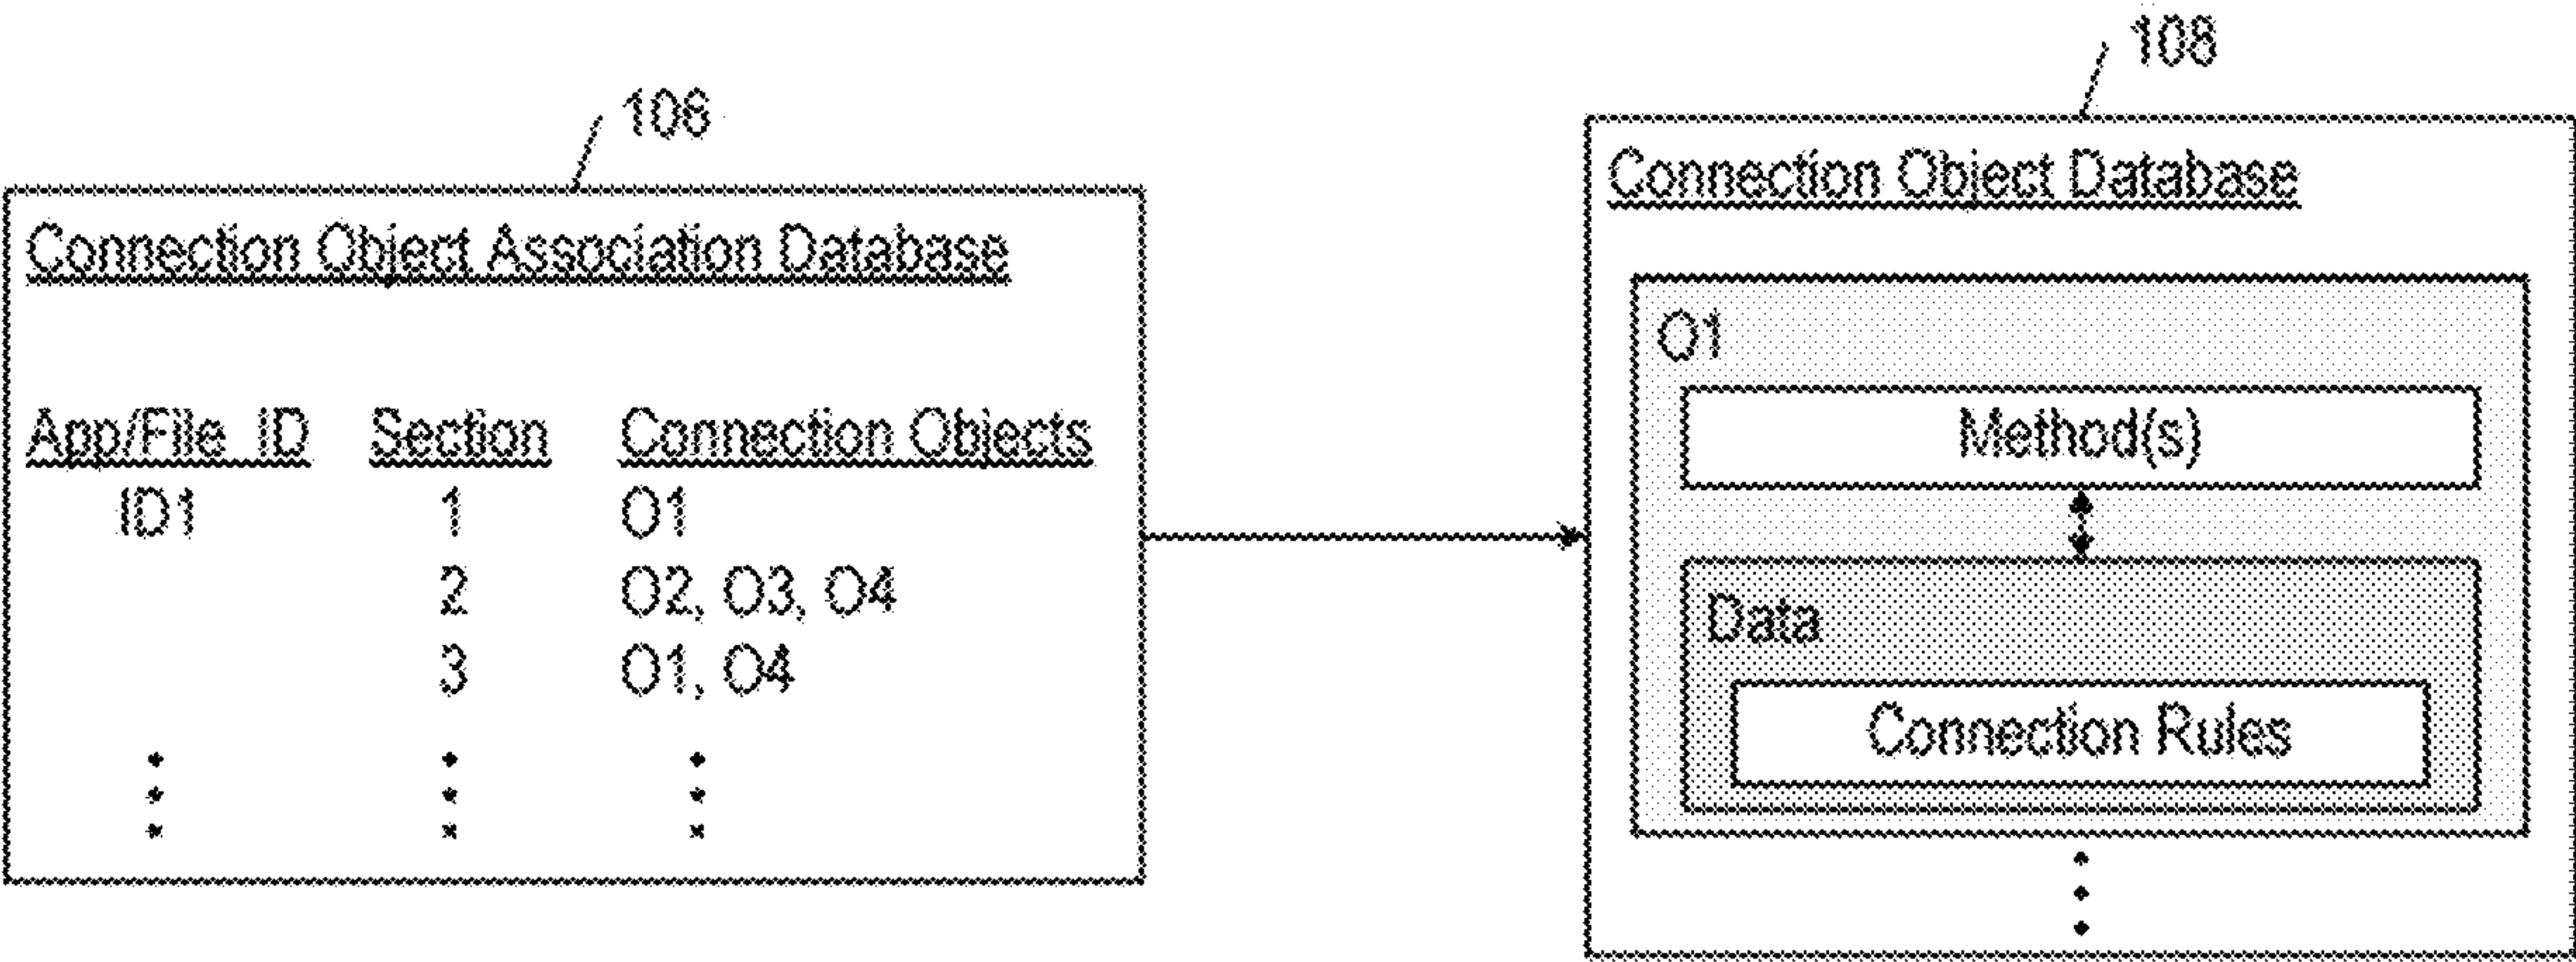 106
Connection Object Association Database
App/File ID Section Connection Objects
ID1 1 O1
2 O2, O3, O4
3 O1, O4
108
Connection Object Database
O1
Method(s)
Data
Connection Rules